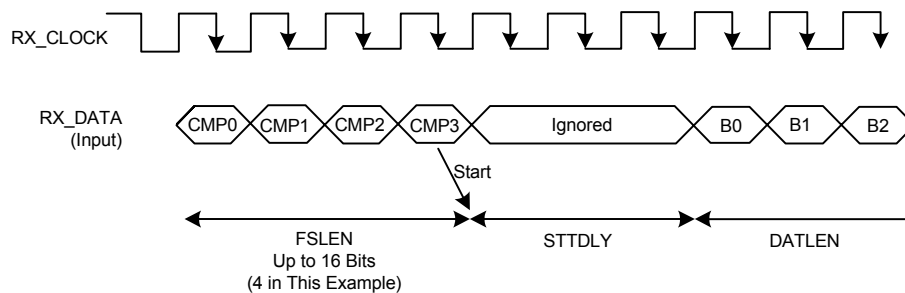 RX_CLOCK
RX_DATA
(Input)
CMP0 CMP1 CMP2 CMP3 Ignored B0 B1 B2
Start
FSLEN STTDLY DATLEN
Up to 16 Bits
(4 in This Example)